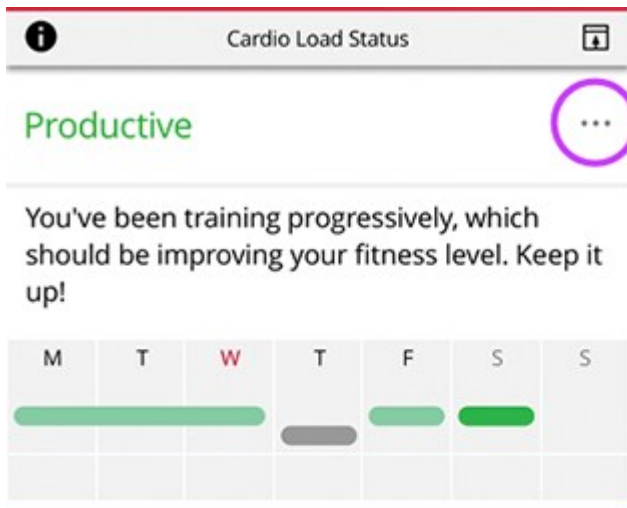 Cardio Load Status
Productive
You've been training progressively, which
should be improving your fitness level. Keep it
up!
M T W T F S S